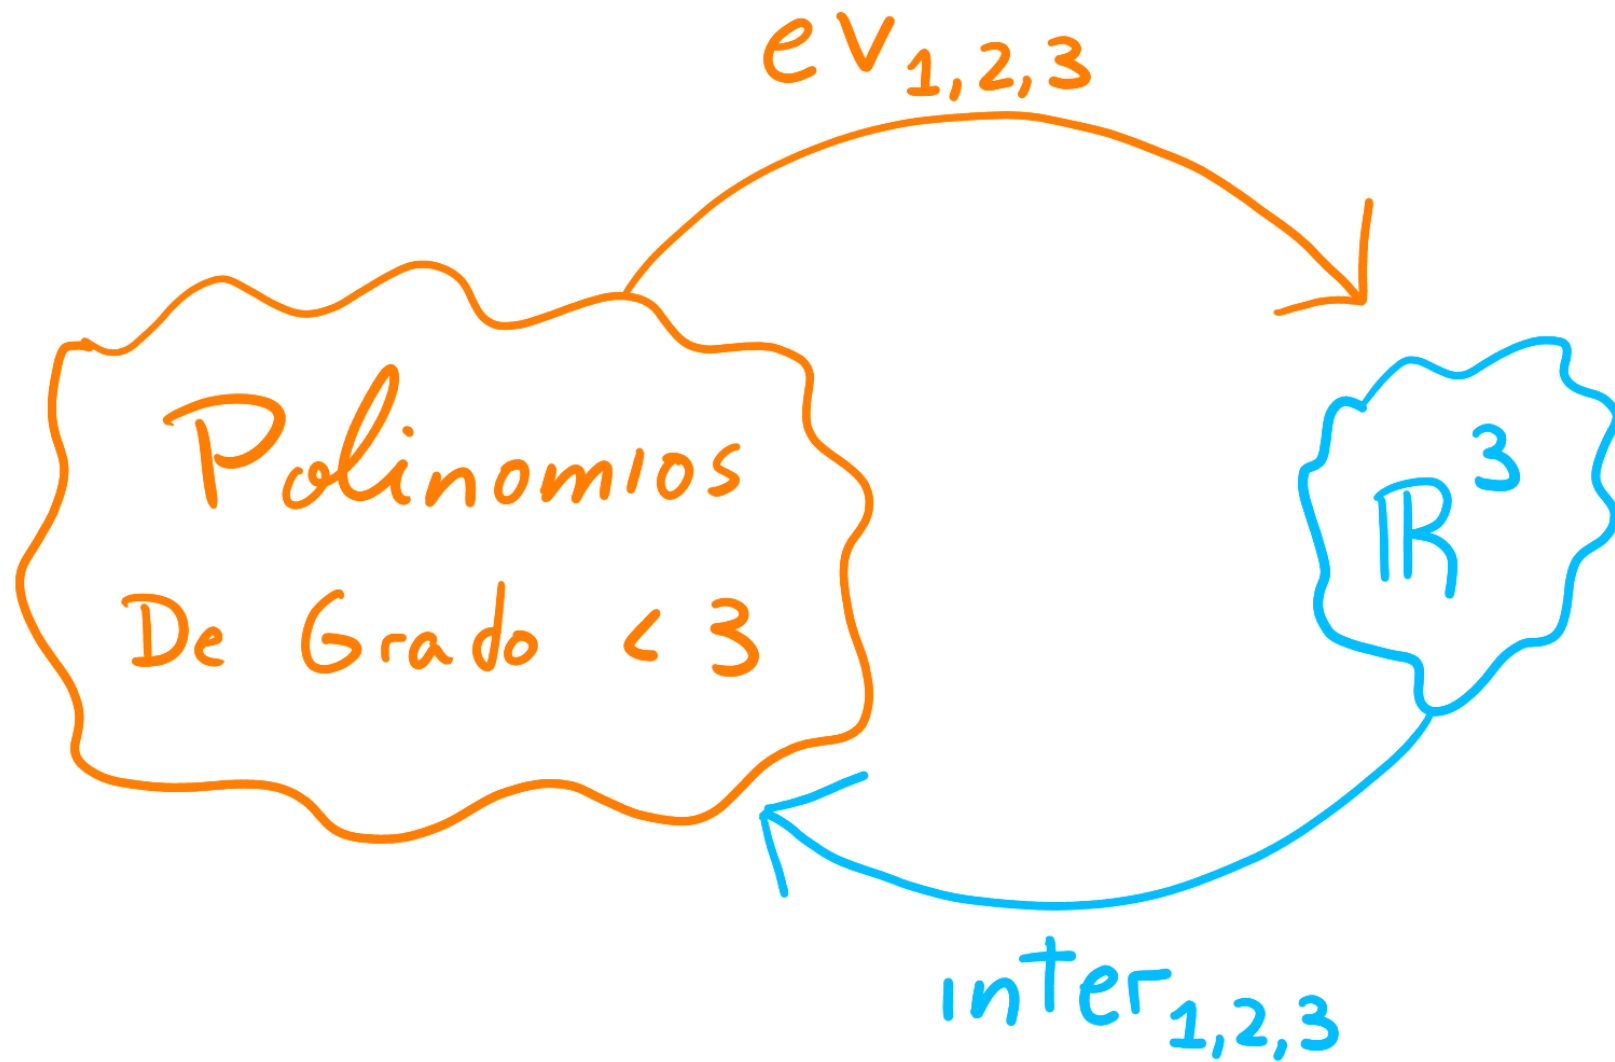 ev₁,₂,₃
Polinomios
De Grado < 3
ℝ³
inter₁,₂,₃